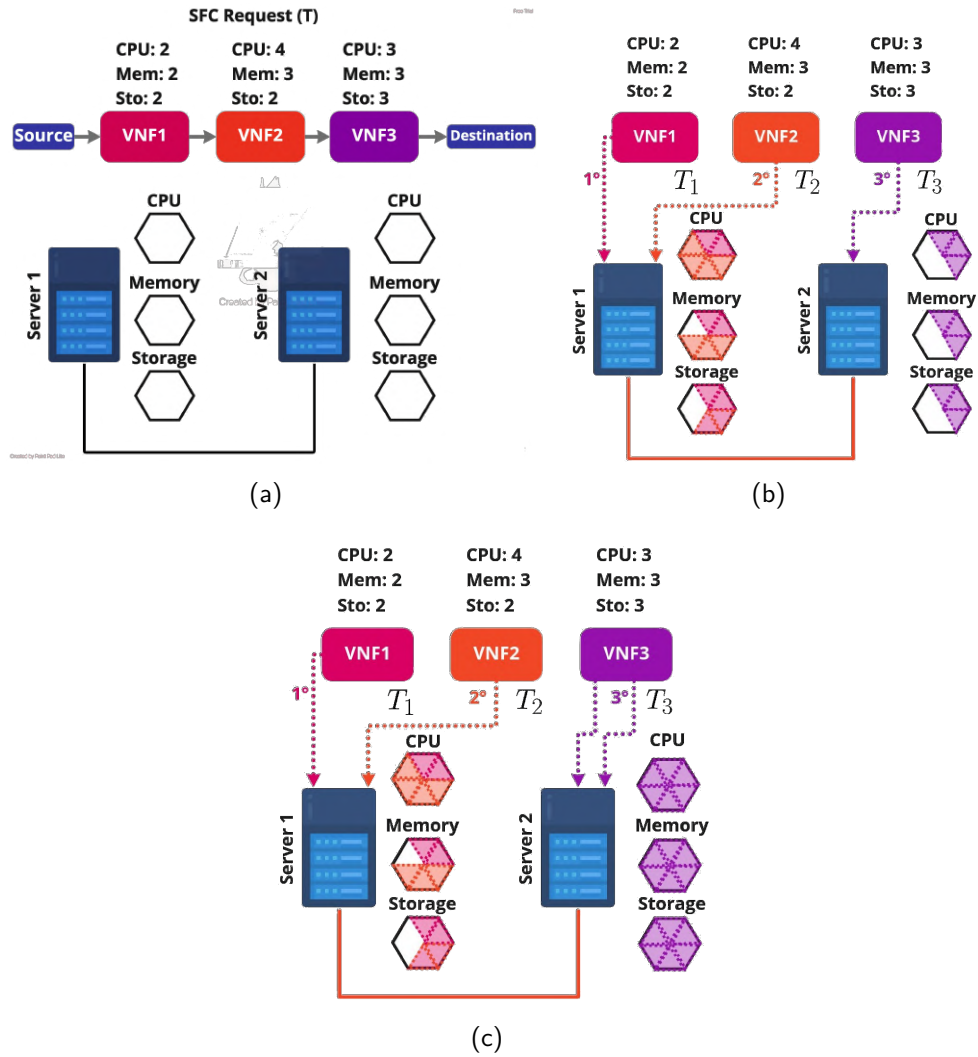 SFC Request (T)
CPU: 2
Mem: 2
Sto: 2
CPU: 4
Mem: 3
Sto: 2
CPU: 3
Mem: 3
Sto: 3
Source
VNF1
VNF2
VNF3
Destination
Server 1
CPU
Memory
Storage
Server 2
CPU
Memory
Storage
(a)
CPU: 2
Mem: 2
Sto: 2
CPU: 4
Mem: 3
Sto: 2
CPU: 3
Mem: 3
Sto: 3
VNF1
VNF2
VNF3
1° T1
2° T2
3° T3
Server 1
CPU
Memory
Storage
Server 2
CPU
Memory
Storage
(b)
CPU: 2
Mem: 2
Sto: 2
CPU: 4
Mem: 3
Sto: 2
CPU: 3
Mem: 3
Sto: 3
VNF1
VNF2
VNF3
1° T1
2° T2
3° T3
Server 1
CPU
Memory
Storage
Server 2
CPU
Memory
Storage
(c)